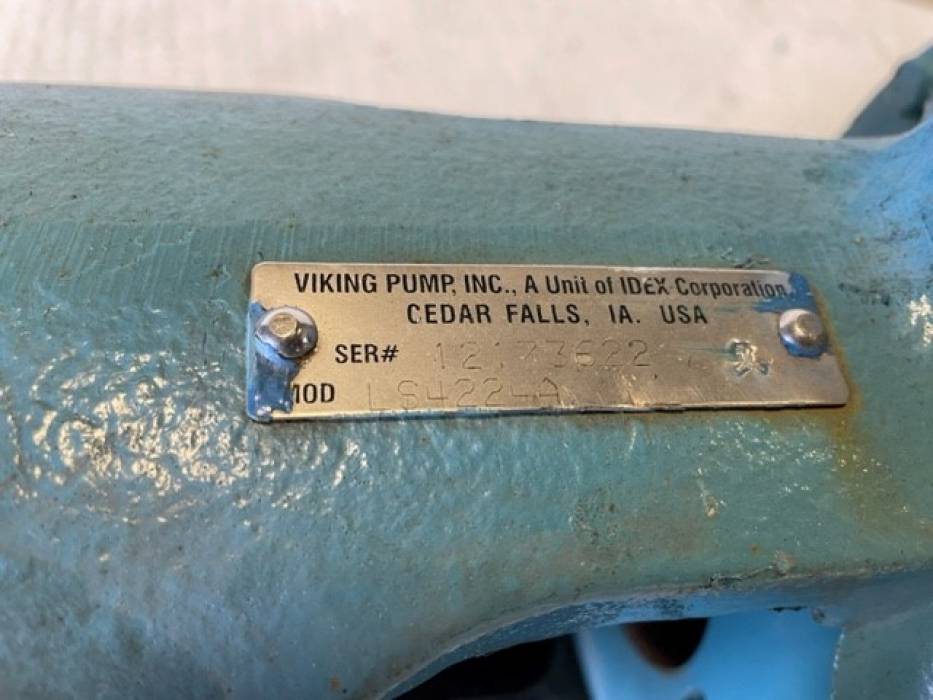 VIKING PUMP, INC., A Unit of IDEX Corporation
CEDAR FALLS, IA. USA
SER# 12173622 R
MOD LS4224A